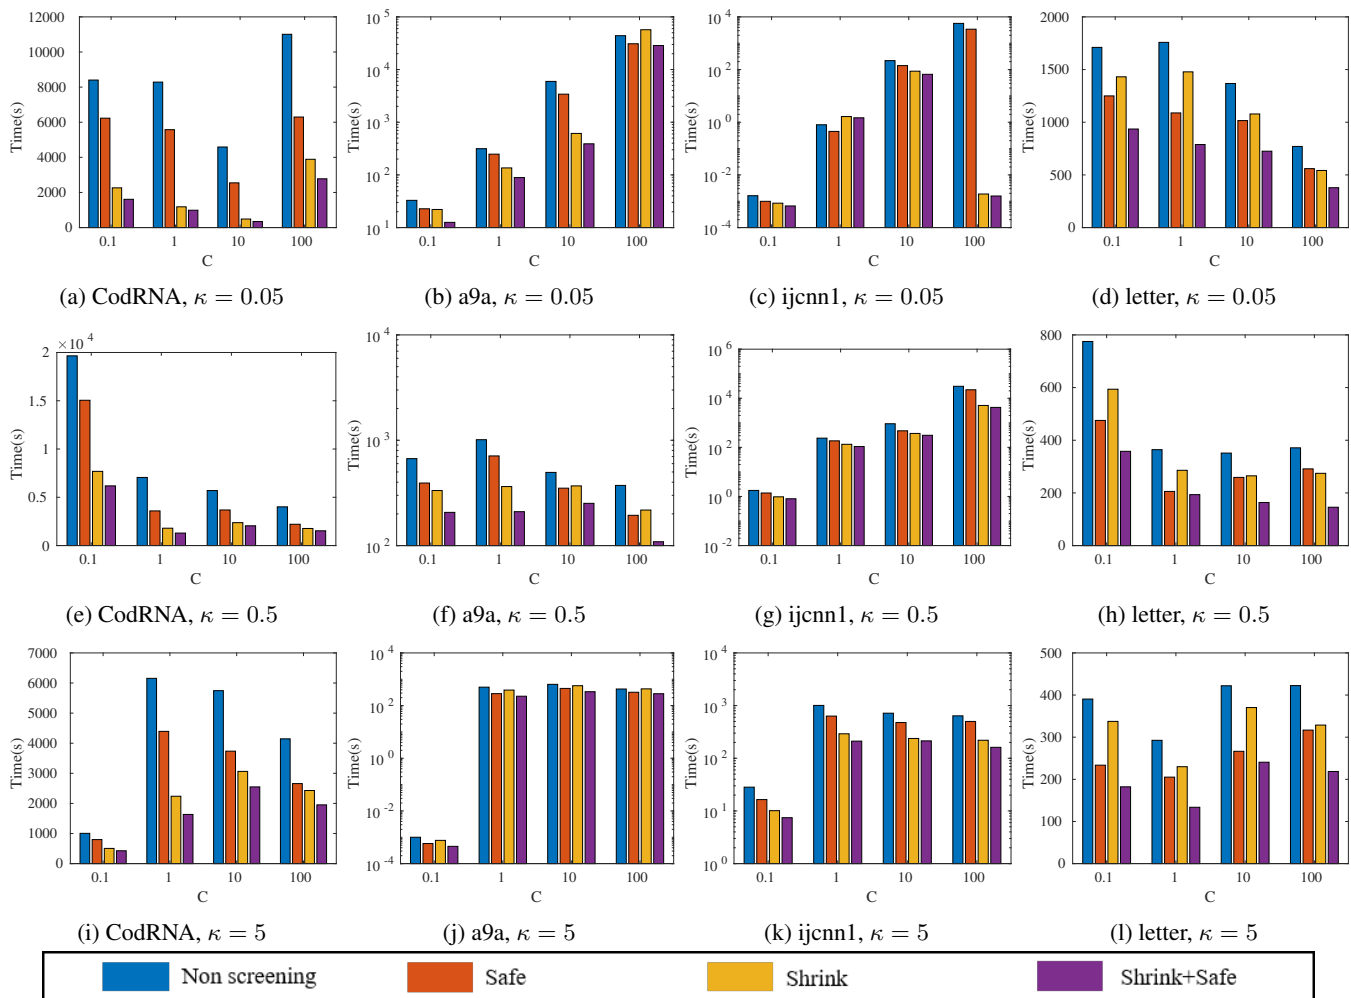 12000
10000
8000
6000
4000
2000
0
Time(s)
0.1 1 10 100
C
(a) CodRNA, κ = 0.05
10^5
10^4
10^3
10^2
10^1
Time(s)
0.1 1 10 100
C
(b) a9a, κ = 0.05
10^4
10^2
10^0
10^-2
10^-4
Time(s)
0.1 1 10 100
C
(c) ijcnn1, κ = 0.05
2000
1500
1000
500
0
Time(s)
0.1 1 10 100
C
(d) letter, κ = 0.05
×10^4
2
1.5
1
0.5
0
Time(s)
0.1 1 10 100
C
(e) CodRNA, κ = 0.5
10^4
10^3
10^2
Time(s)
0.1 1 10 100
C
(f) a9a, κ = 0.5
10^6
10^4
10^2
10^0
10^-2
Time(s)
0.1 1 10 100
C
(g) ijcnn1, κ = 0.5
800
600
400
200
0
Time(s)
0.1 1 10 100
C
(h) letter, κ = 0.5
7000
6000
5000
4000
3000
2000
1000
0
Time(s)
0.1 1 10 100
C
(i) CodRNA, κ = 5
10^4
10^2
10^0
10^-2
10^-4
Time(s)
0.1 1 10 100
C
(j) a9a, κ = 5
10^4
10^3
10^2
10^1
10^0
Time(s)
0.1 1 10 100
C
(k) ijcnn1, κ = 5
500
400
300
200
100
0
Time(s)
0.1 1 10 100
C
(l) letter, κ = 5
Non screening Safe Shrink Shrink+Safe